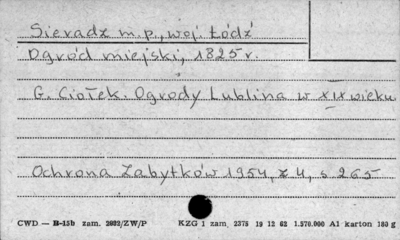 Sieradz m.p., woj. Łódź
Ogród miejski, 1825 r.
G. Ciołek. Ogrody Lublina w XIX wieku
Ochrona Zabytków 1954, z 4, s 265
CWD — B-15b zam. 2922/ZW/P KZG 1 zam. 2375 19 12 62 1.570.000 A1 karton 180 g